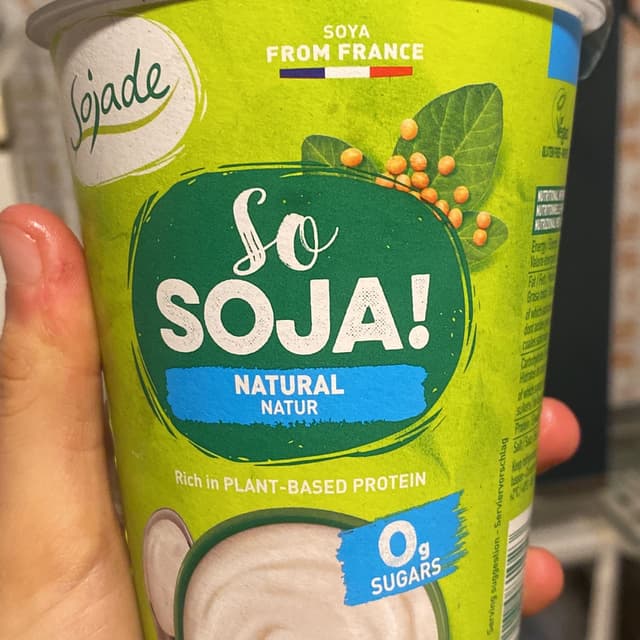 Sojade
SOYA
FROM FRANCE
So
SOJA!
NATURAL
NATUR
Rich in PLANT-BASED PROTEIN
0g
SUGARS
Serving suggestion - Serviervorschlag